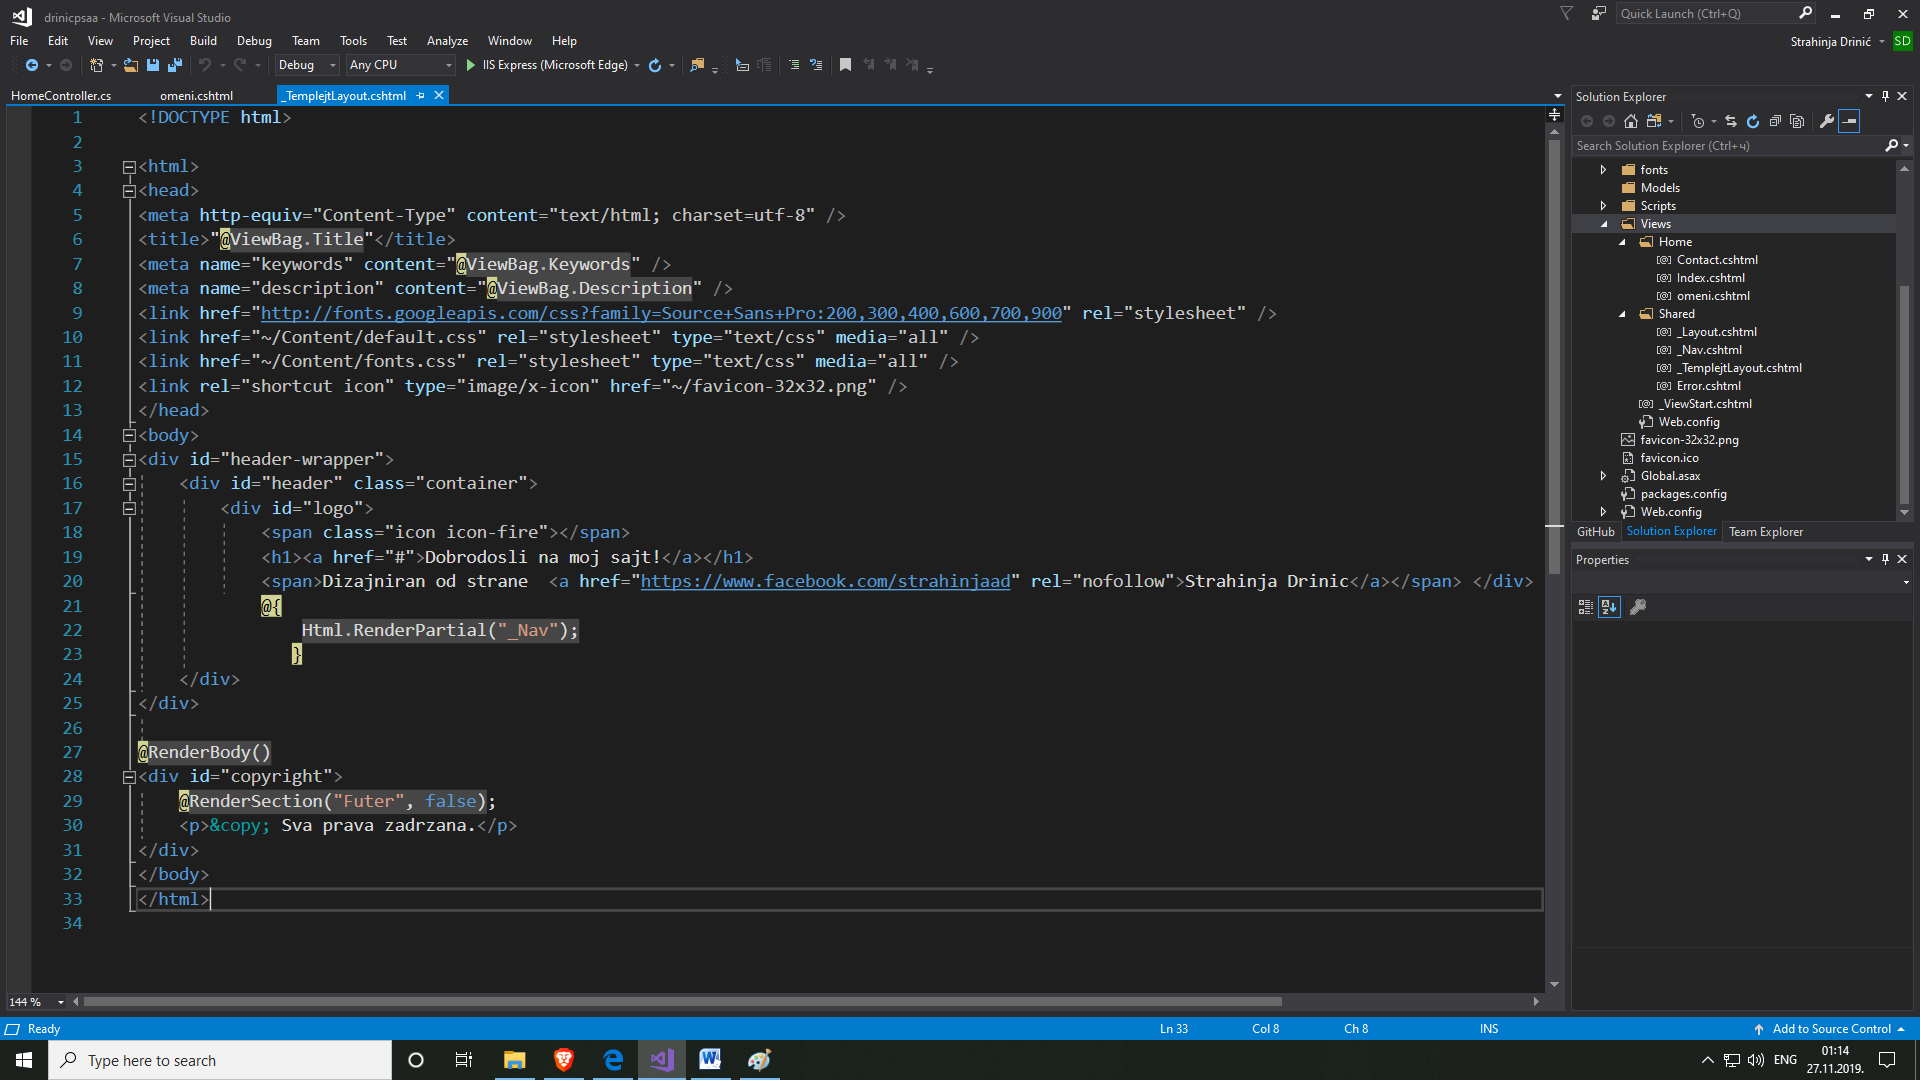 drinicpsaa - Microsoft Visual Studio
Quick Launch (Ctrl+Q)
File Edit View Project Build Debug Team Tools Test Analyze Window Help
Strahinja Drinić SD
Debug Any CPU IIS Express (Microsoft Edge)
HomeController.cs omeni.cshtml _TemplejtLayout.cshtml
1 <!DOCTYPE html>
2
3 <html>
4 <head>
5 <meta http-equiv="Content-Type" content="text/html; charset=utf-8" />
6 <title>"@ViewBag.Title"</title>
7 <meta name="keywords" content="@ViewBag.Keywords" />
8 <meta name="description" content="@ViewBag.Description" />
9 <link href="http://fonts.googleapis.com/css?family=Source+Sans+Pro:200,300,400,600,700,900" rel="stylesheet" />
10 <link href="~/Content/default.css" rel="stylesheet" type="text/css" media="all" />
11 <link href="~/Content/fonts.css" rel="stylesheet" type="text/css" media="all" />
12 <link rel="shortcut icon" type="image/x-icon" href="~/favicon-32x32.png" />
13 </head>
14 <body>
15 <div id="header-wrapper">
16 <div id="header" class="container">
17 <div id="logo">
18 <span class="icon icon-fire"></span>
19 <h1><a href="#">Dobrodosli na moj sajt!</a></h1>
20 <span>Dizajniran od strane  <a href="https://www.facebook.com/strahinjaad" rel="nofollow">Strahinja Drinic</a></span> </div>
21 @{
22 Html.RenderPartial("_Nav");
23 }
24 </div>
25 </div>
26
27 @RenderBody()
28 <div id="copyright">
29 @RenderSection("Futer", false);
30 <p>&copy; Sva prava zadrzana.</p>
31 </div>
32 </body>
33 </html>
34
144 %
Solution Explorer
Search Solution Explorer (Ctrl+ч)
fonts
Models
Scripts
Views
Home
Contact.cshtml
Index.cshtml
omeni.cshtml
Shared
_Layout.cshtml
_Nav.cshtml
_TemplejtLayout.cshtml
Error.cshtml
_ViewStart.cshtml
Web.config
favicon-32x32.png
favicon.ico
Global.asax
packages.config
Web.config
GitHub Solution Explorer Team Explorer
Properties
Ready Ln 33 Col 8 Ch 8 INS Add to Source Control
Type here to search
ENG 01:14
27.11.2019.